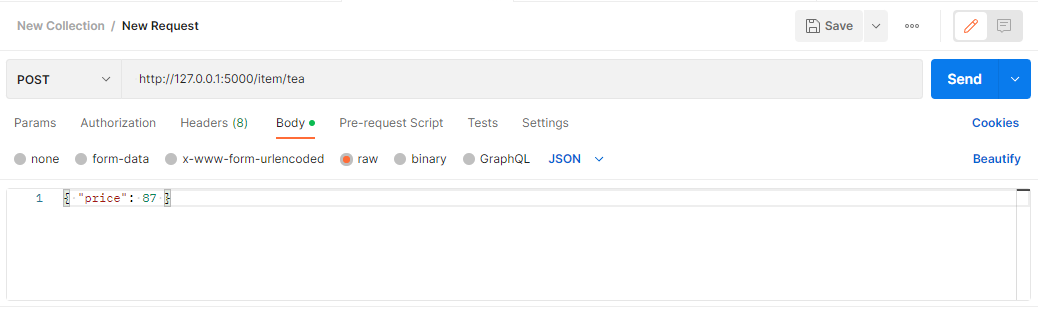 New Collection / New Request Save
POST http://127.0.0.1:5000/item/tea Send
Params Authorization Headers (8) Body Pre-request Script Tests Settings Cookies
none form-data x-www-form-urlencoded raw binary GraphQL JSON Beautify
1 { "price": 87 }